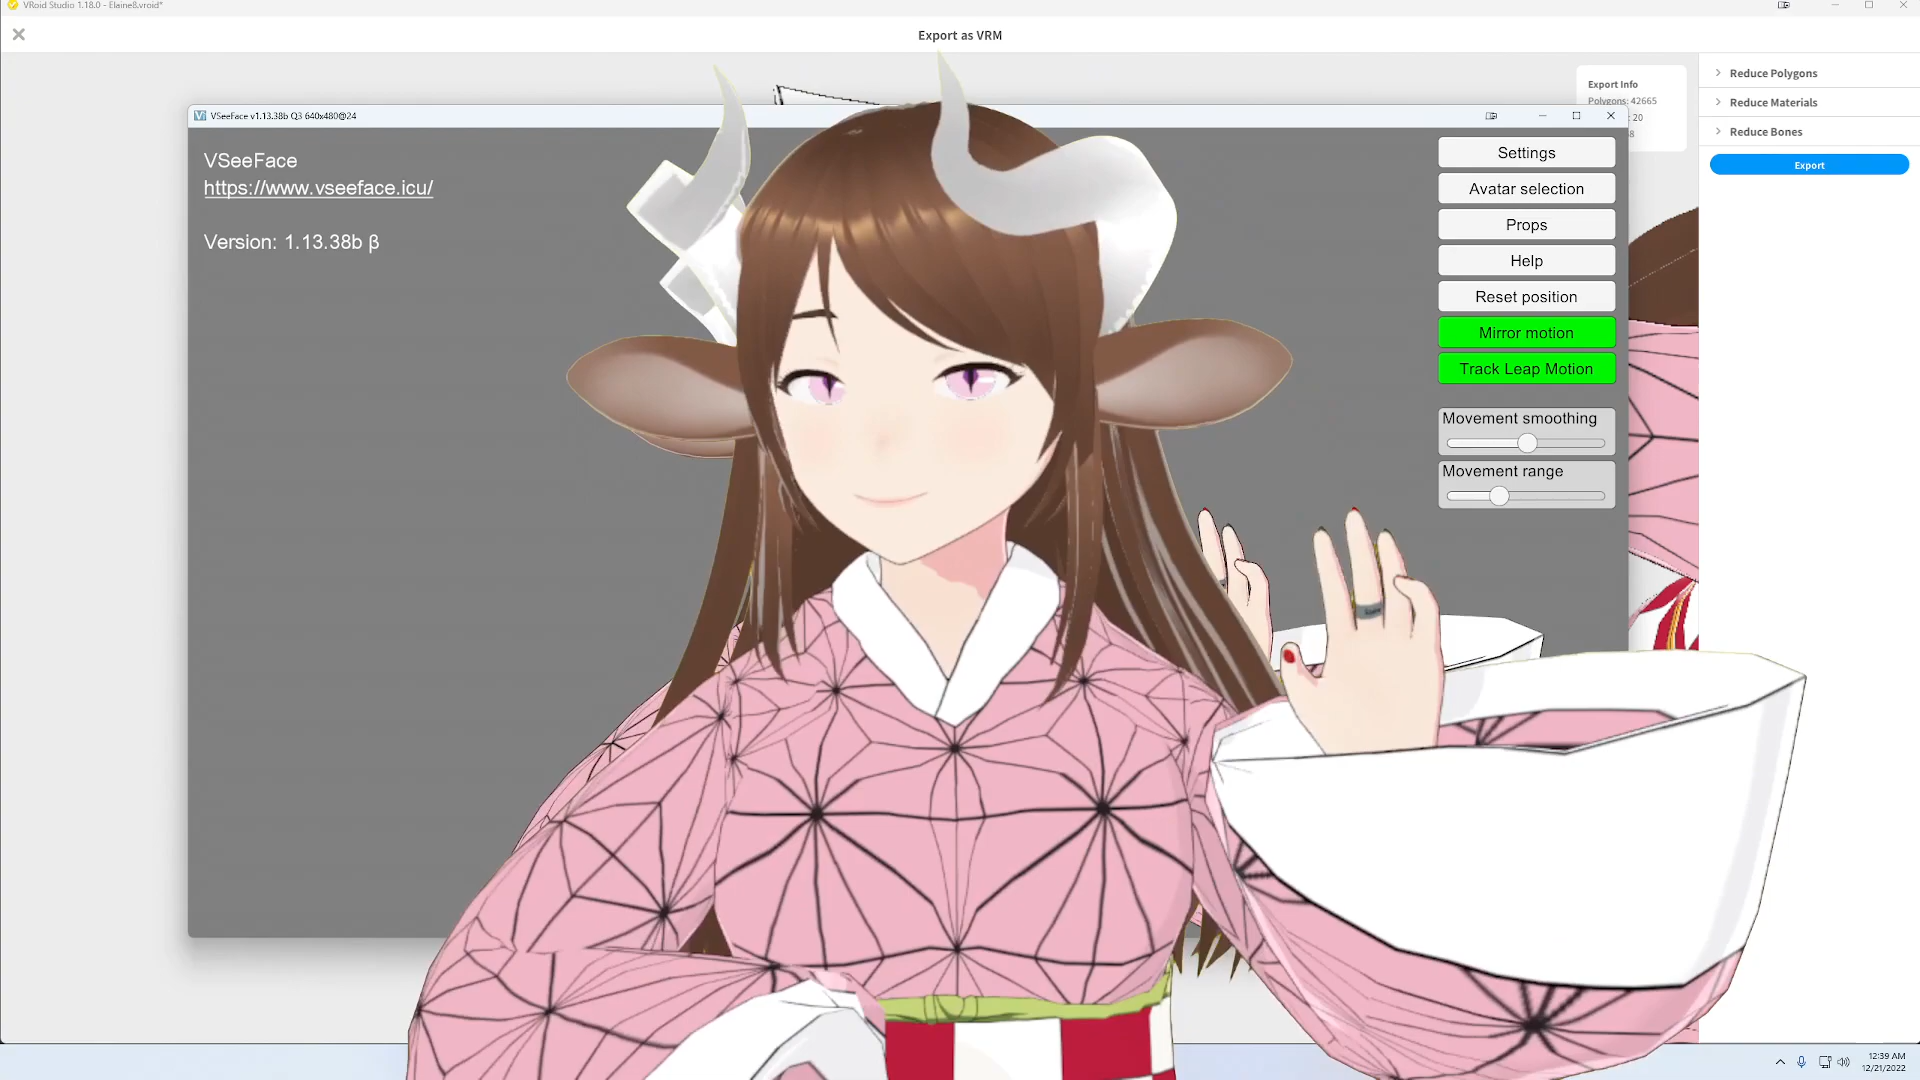 VRoid Studio 1.18.0 - Elaine8.vroid*
Export as VRM
Export Info
Polygons: 42665
: 20
8
Reduce Polygons
Reduce Materials
Reduce Bones
Export
VSeeFace v1.13.38b Q3 640x480@24
VSeeFace
https://www.vseeface.icu/
Version: 1.13.38b β
Settings
Avatar selection
Props
Help
Reset position
Mirror motion
Track Leap Motion
Movement smoothing
Movement range
12:39 AM
12/21/2022